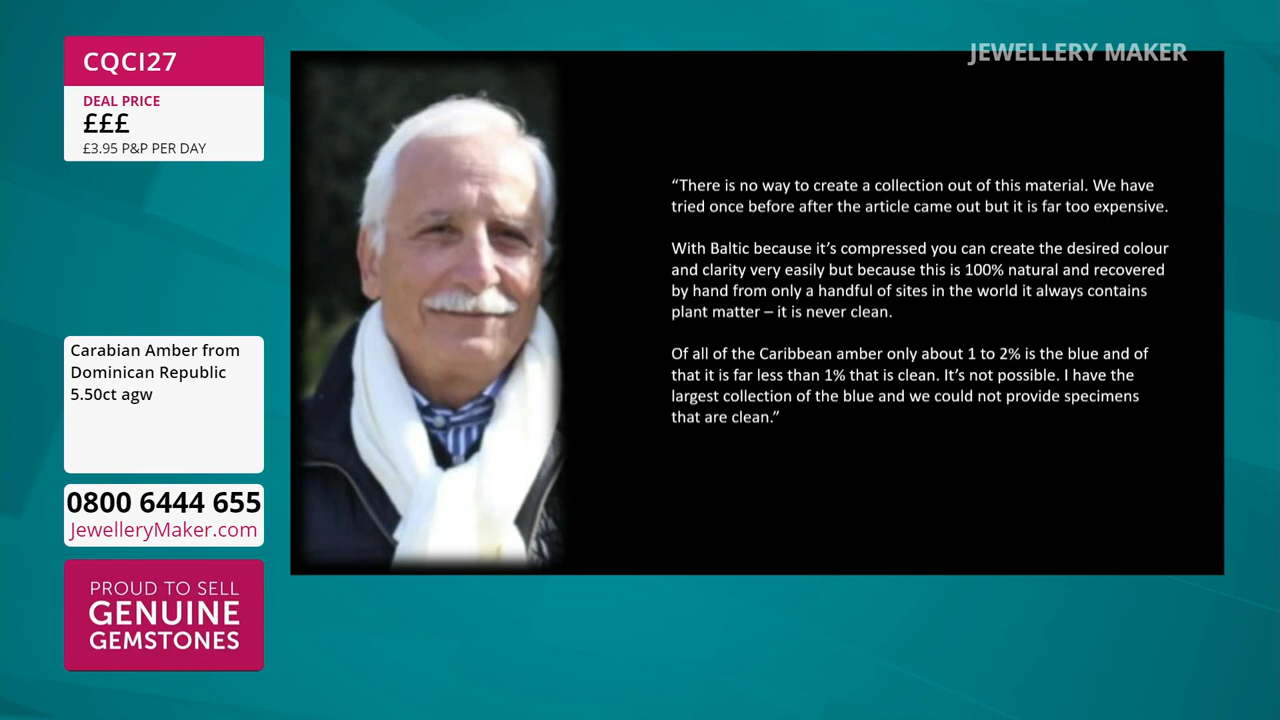 JEWELLERY MAKER
CQCI27
DEAL PRICE
£££
£3.95 P&P PER DAY
Carabian Amber from
Dominican Republic
5.50ct agw
0800 6444 655
JewelleryMaker.com
PROUD TO SELL
GENUINE
GEMSTONES
“There is no way to create a collection out of this material. We have
tried once before after the article came out but it is far too expensive.
With Baltic because it’s compressed you can create the desired colour
and clarity very easily but because this is 100% natural and recovered
by hand from only a handful of sites in the world it always contains
plant matter – it is never clean.
Of all of the Caribbean amber only about 1 to 2% is the blue and of
that it is far less than 1% that is clean. It’s not possible. I have the
largest collection of the blue and we could not provide specimens
that are clean.”